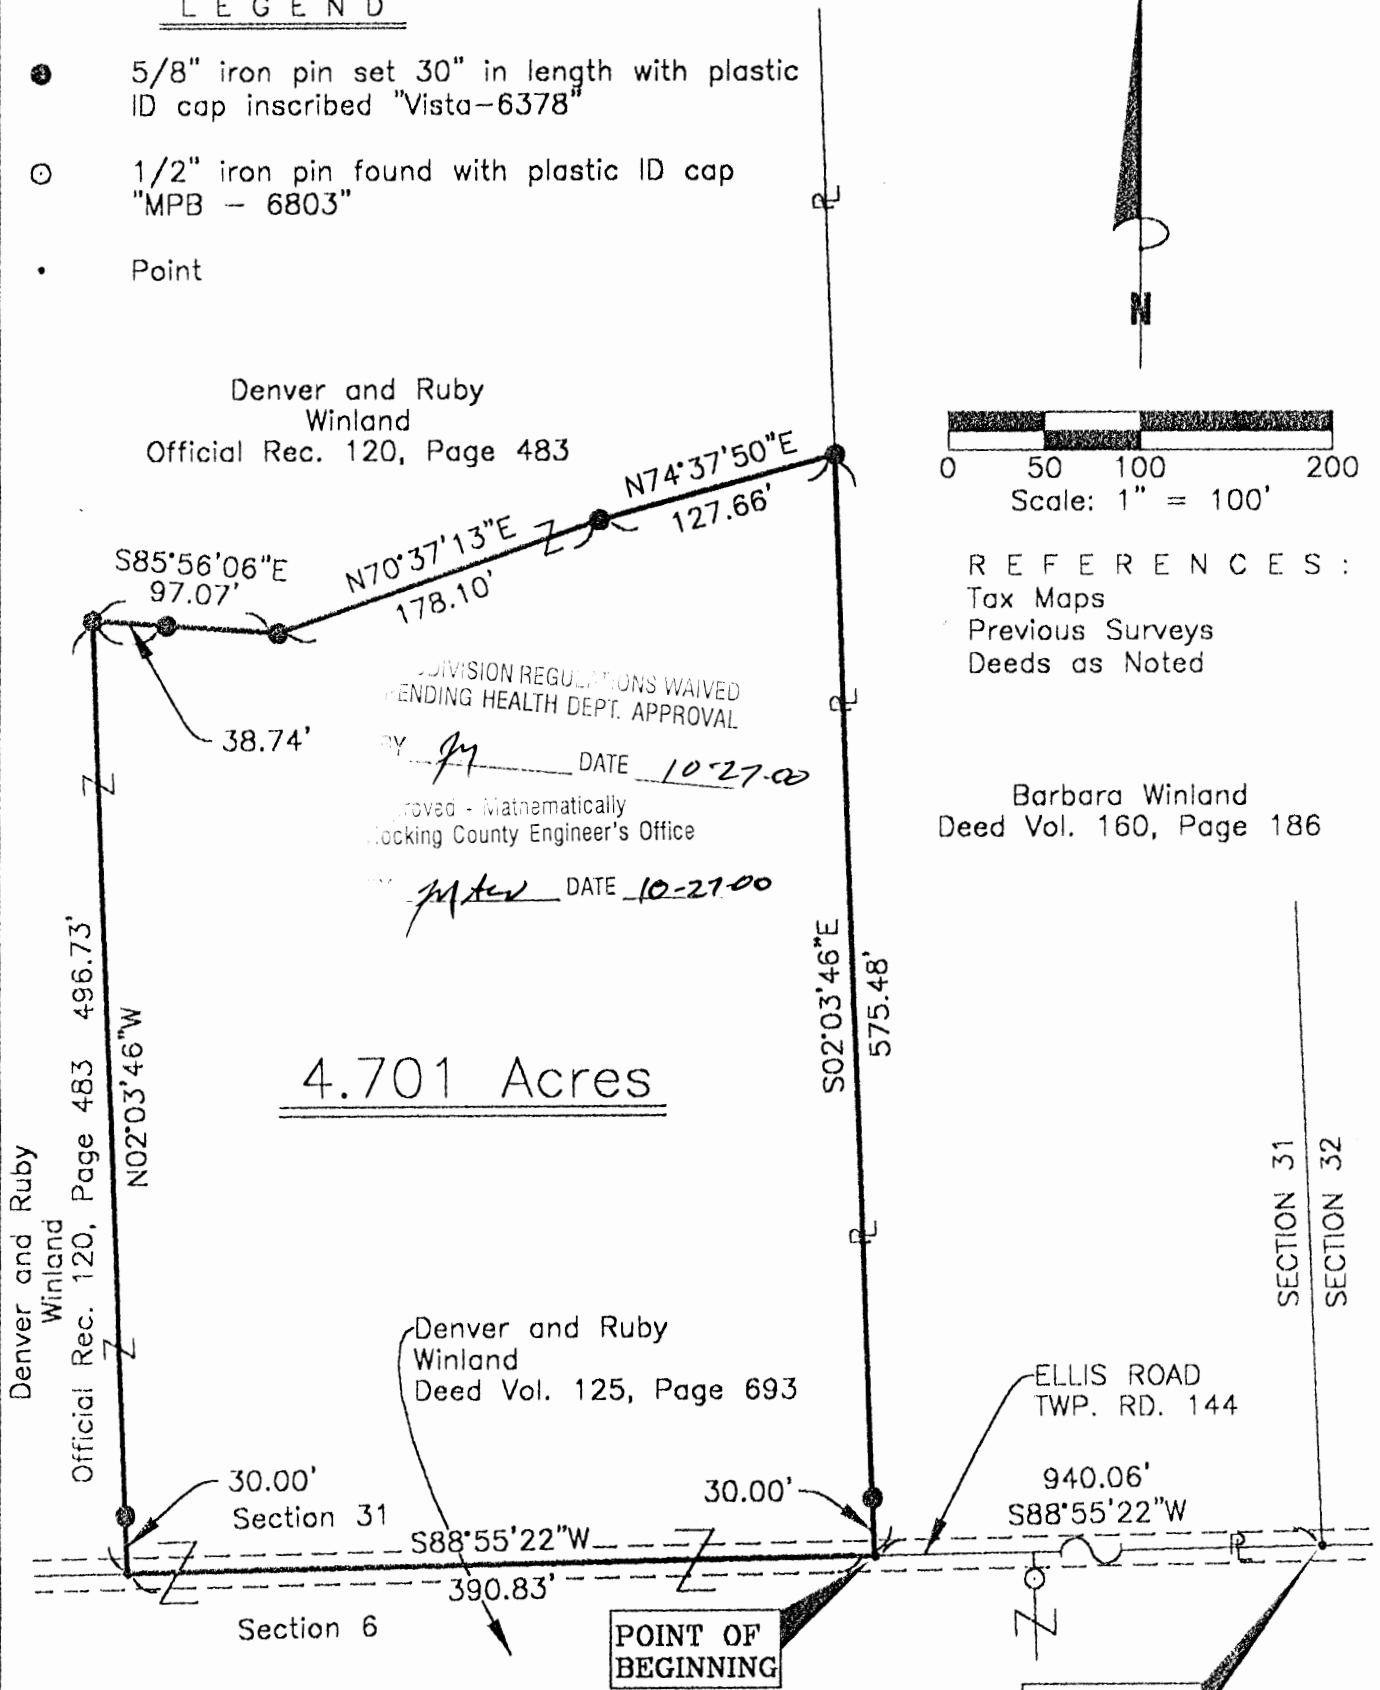 LEGEND
5/8" iron pin set 30" in length with plastic
ID cap inscribed "Vista-6378"
1/2" iron pin found with plastic ID cap
"MPB - 6803"
Point
N
Denver and Ruby
Winland
Official Rec. 120, Page 483
0 50 100 200
Scale: 1" = 100'
REFERENCES:
Tax Maps
Previous Surveys
Deeds as Noted
N74°37'50"E
127.66'
N70°37'13"E
178.10'
S85°56'06"E
97.07'
38.74'
REGU ONS WAIVED
HEALTH DEPT. APPROVAL
DATE 10-27-00
- Mathematically
County Engineer's Office
DATE 10-27-00
Barbara Winland
Deed Vol. 160, Page 186
496.73'
N02°03'46"W
Denver and Ruby
Winland
Official Rec. 120, Page 483
4.701 Acres
S02°03'46"E
575.48'
SECTION 31
SECTION 32
Denver and Ruby
Winland
Deed Vol. 125, Page 693
ELLIS ROAD
TWP. RD. 144
30.00'
Section 31
30.00'
940.06'
S88°55'22"W
S88°55'22"W
390.83'
Section 6
POINT OF
BEGINNING